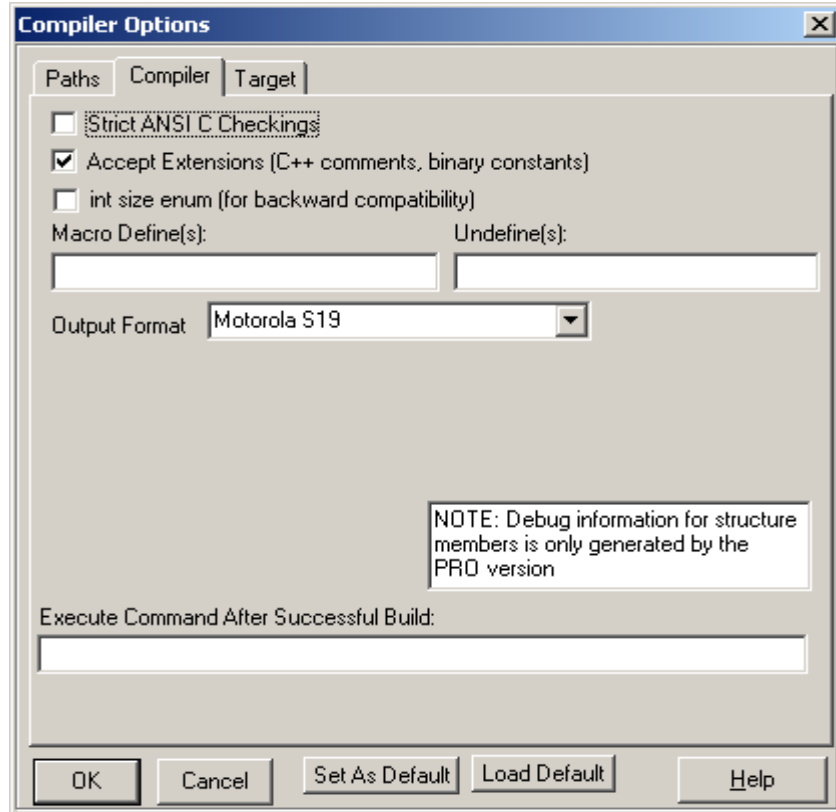 Compiler Options
Paths Compiler Target
Strict ANSI C Checkings
Accept Extensions (C++ comments, binary constants)
int size enum (for backward compatibility)
Macro Define(s): Undefine(s):
Output Format Motorola S19
NOTE: Debug information for structure
members is only generated by the
PRO version
Execute Command After Successful Build:
OK Cancel Set As Default Load Default Help